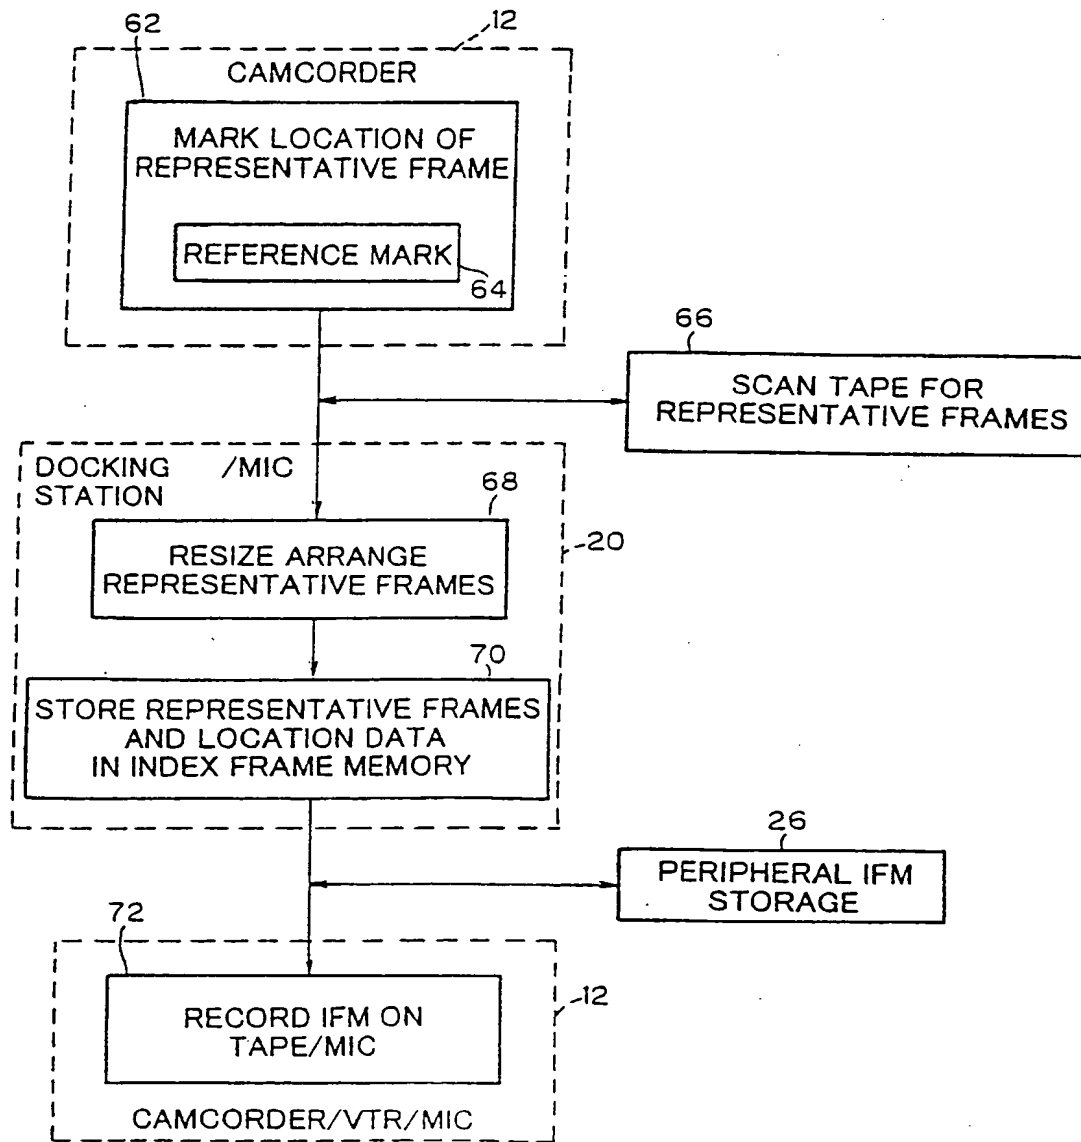 62
12
CAMCORDER
MARK LOCATION OF
REPRESENTATIVE FRAME
REFERENCE MARK
64
66
SCAN TAPE FOR
REPRESENTATIVE FRAMES
DOCKING /MIC
STATION
68
20
RESIZE ARRANGE
REPRESENTATIVE FRAMES
70
STORE REPRESENTATIVE FRAMES
AND LOCATION DATA
IN INDEX FRAME MEMORY
26
PERIPHERAL IFM
STORAGE
72
12
RECORD IFM ON
TAPE/MIC
CAMCORDER/VTR/MIC